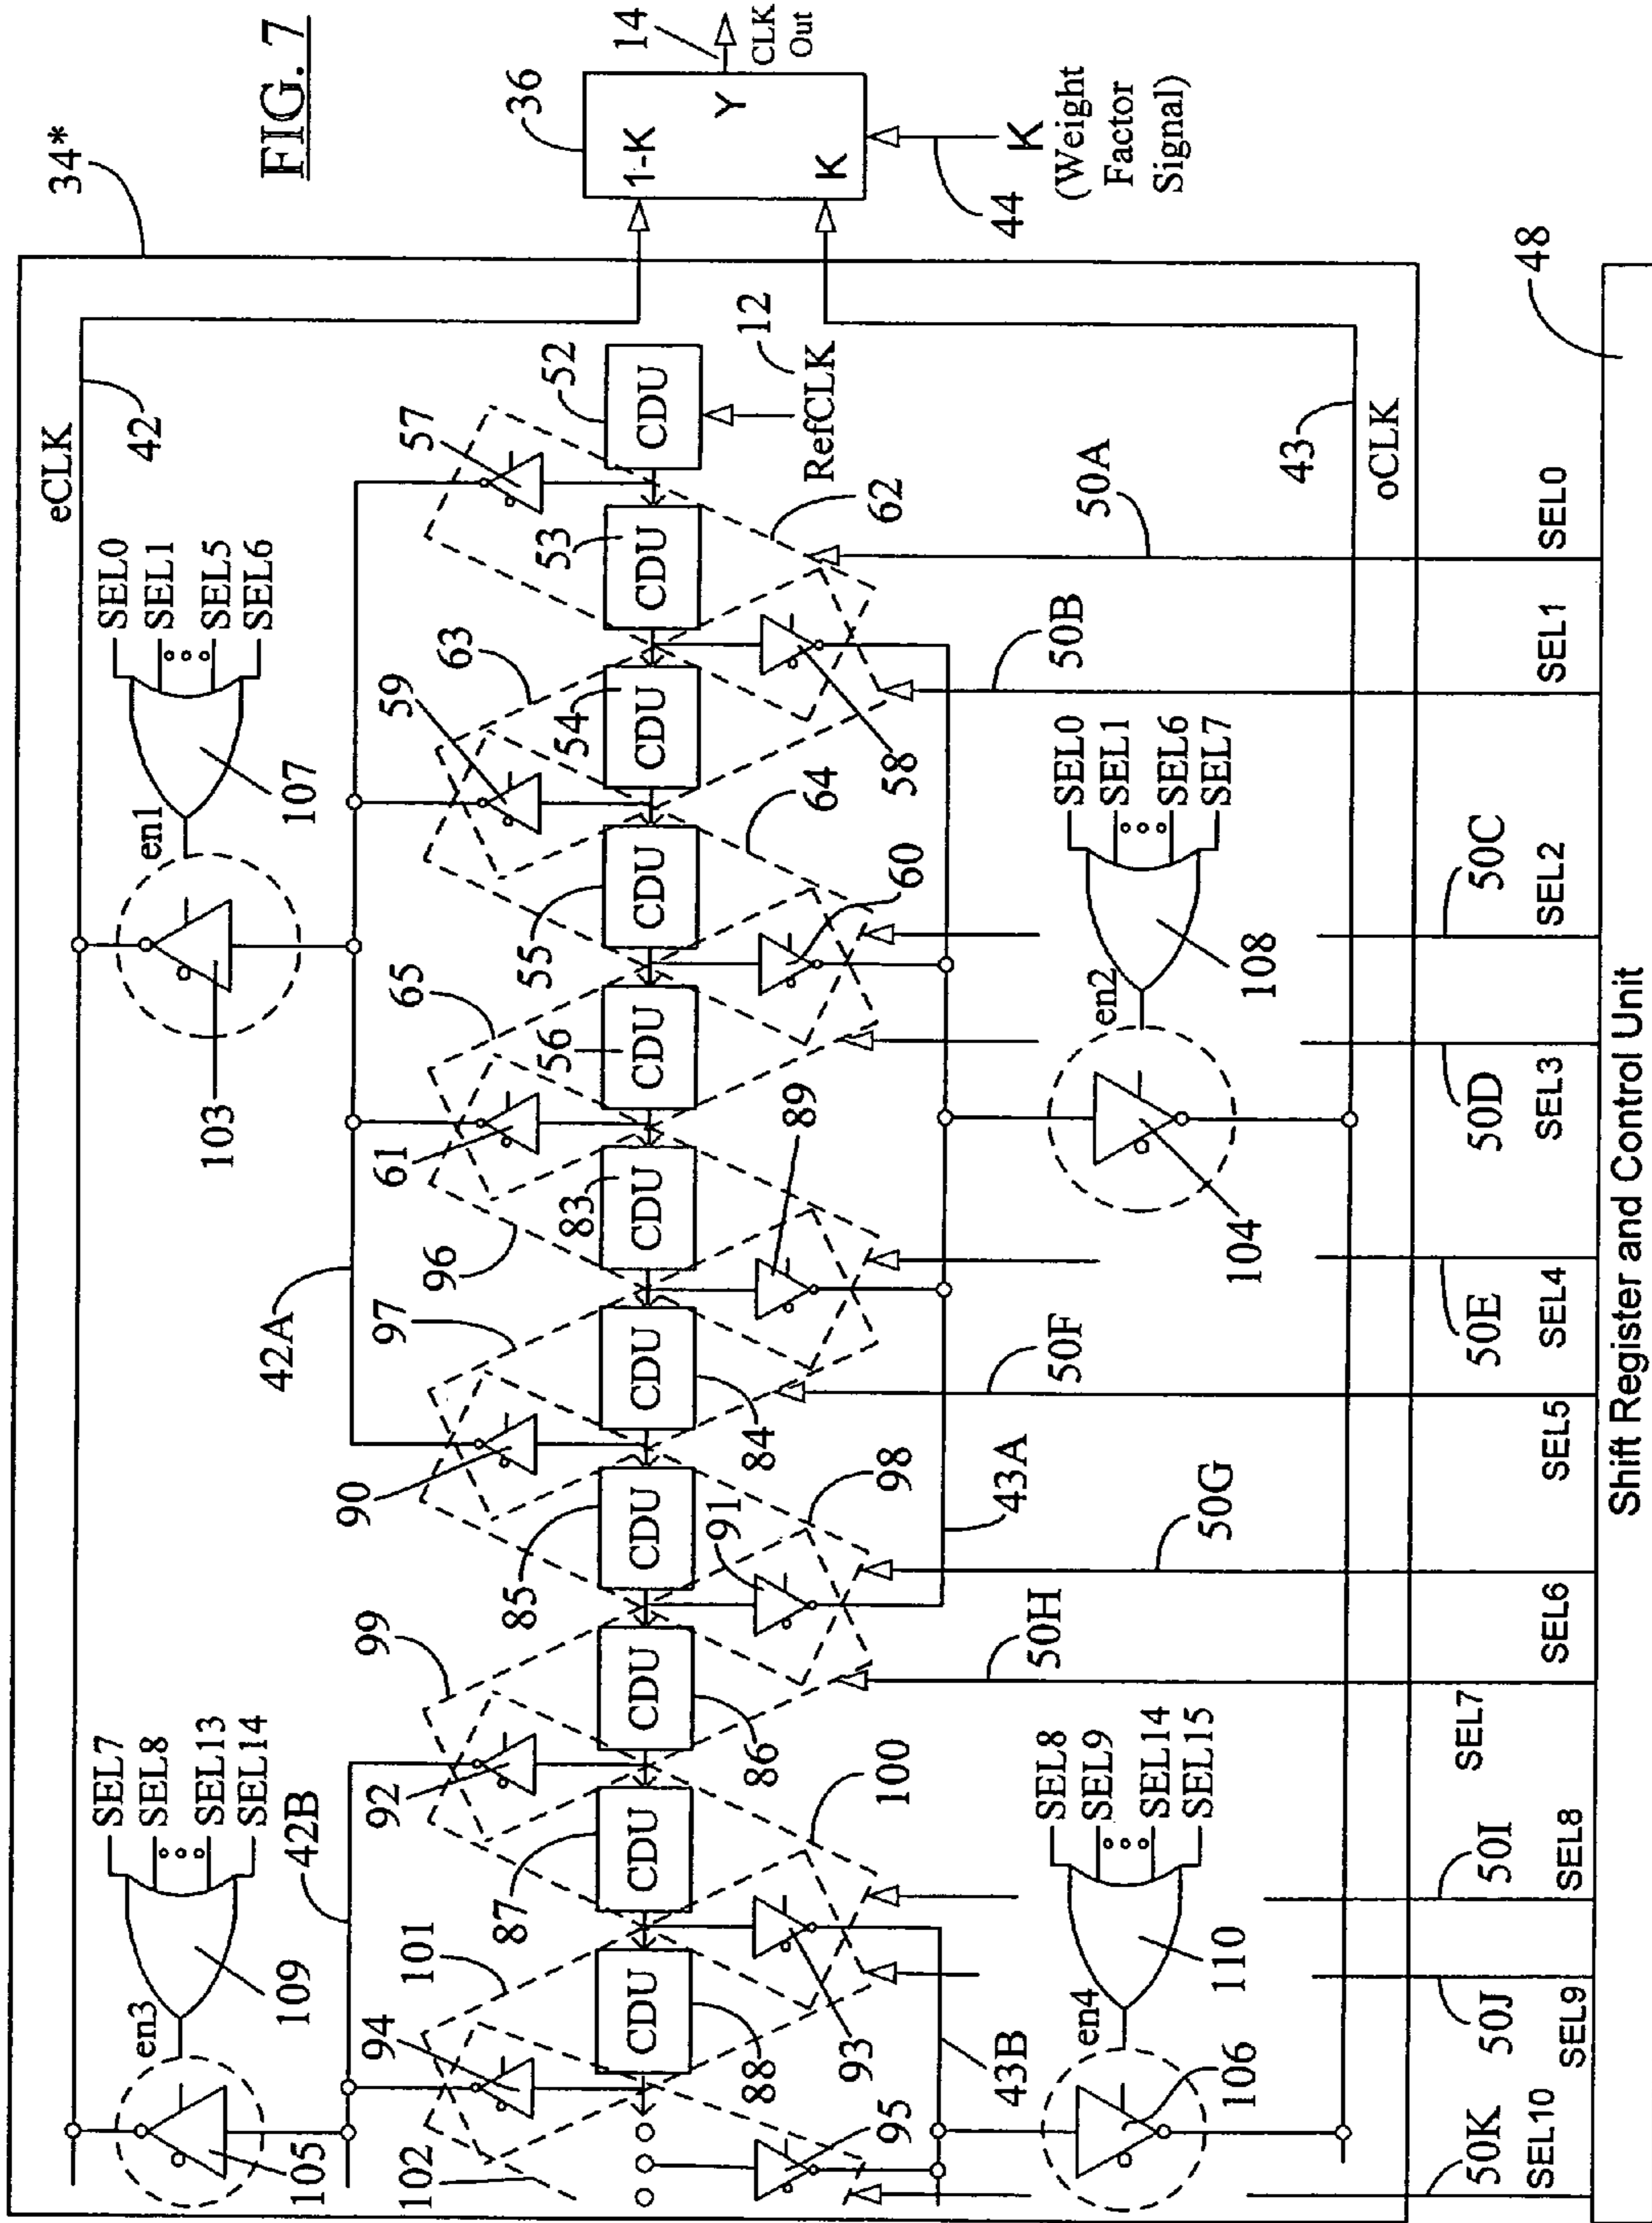 FIG. 7
34*
eCLK
42
SEL0
SEL1
SEL5
SEL6
en1
107
103
SEL7
SEL8
SEL13
SEL14
en3
109
105
42A
42B
57
59
61
90
92
94
63
65
96
97
99
101
102
36
1-K
Y
K
14
CLK
Out
44
K
(Weight
Factor
Signal)
12
RefCLK
52
CDU
53
CDU
54
CDU
55
CDU
56
CDU
83
CDU
84
CDU
85
CDU
86
CDU
87
CDU
88
CDU
62
64
58
60
89
91
98
93
100
95
43A
43B
SEL0
SEL1
SEL6
SEL7
en2
108
104
SEL8
SEL9
SEL14
SEL15
en4
110
106
43
oCLK
50A
50B
50C
50D
50E
50F
50G
50H
50I
50J
50K
SEL0
SEL1
SEL2
SEL3
SEL4
SEL5
SEL6
SEL7
SEL8
SEL9
SEL10
48
Shift Register and Control Unit